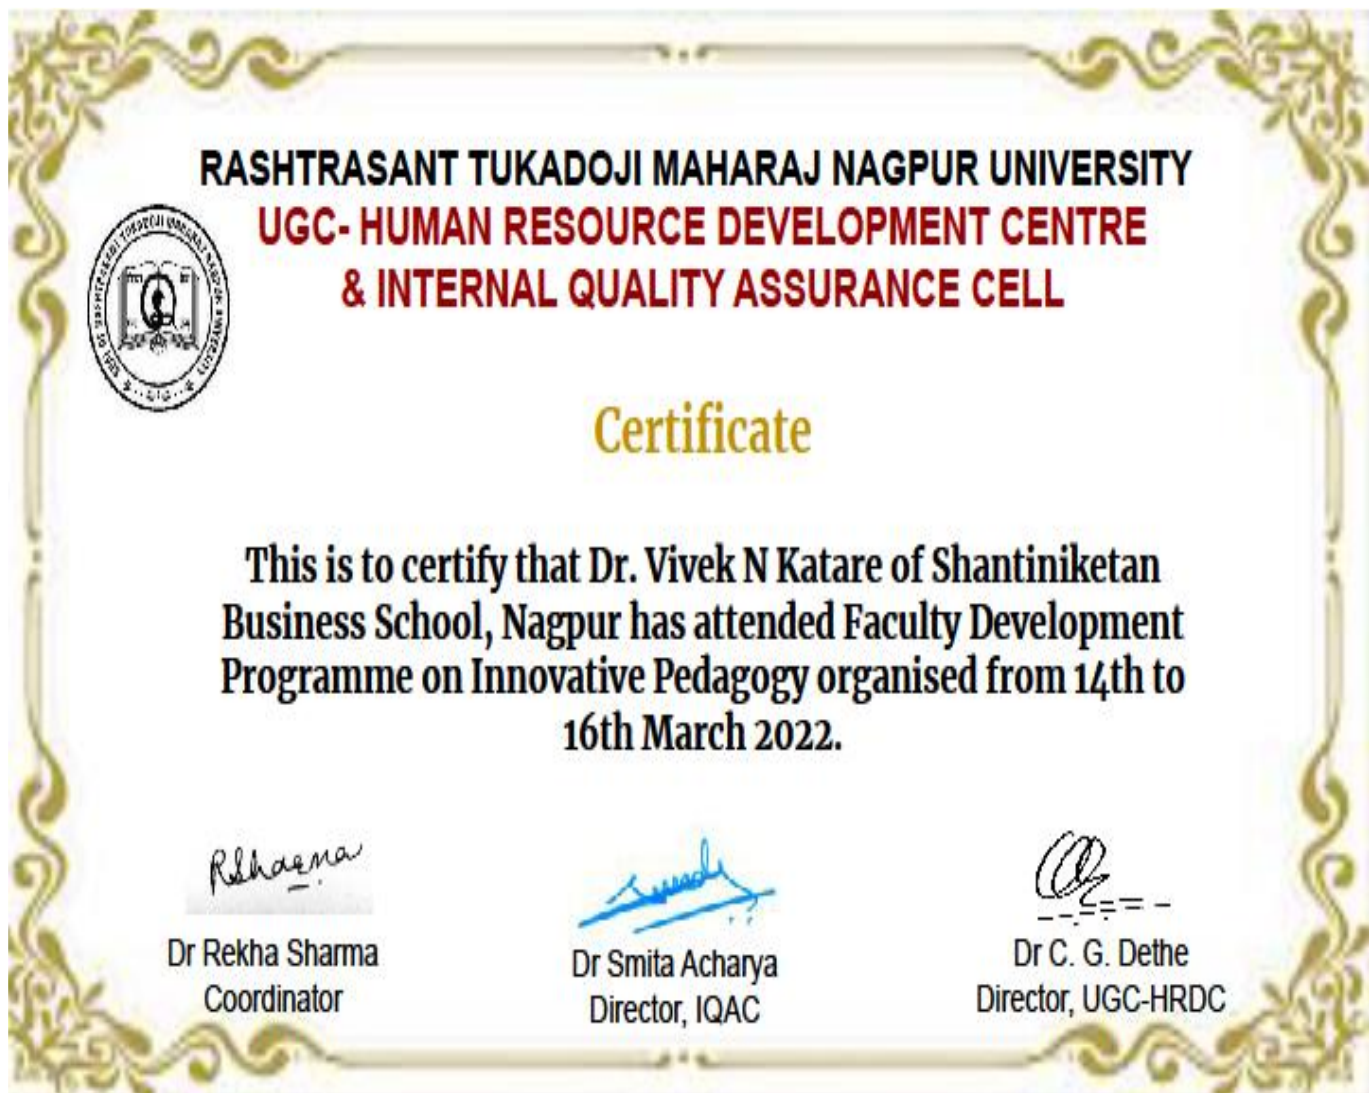 RASHTRASANT TUKADOJI MAHARAJ NAGPUR UNIVERSITY
UGC- HUMAN RESOURCE DEVELOPMENT CENTRE
& INTERNAL QUALITY ASSURANCE CELL
Certificate
This is to certify that Dr. Vivek N Katare of Shantiniketan
Business School, Nagpur has attended Faculty Development
Programme on Innovative Pedagogy organised from 14th to
16th March 2022.
RSharma
Dr Rekha Sharma
Coordinator
Dr Smita Acharya
Director, IQAC
Dr C. G. Dethe
Director, UGC-HRDC